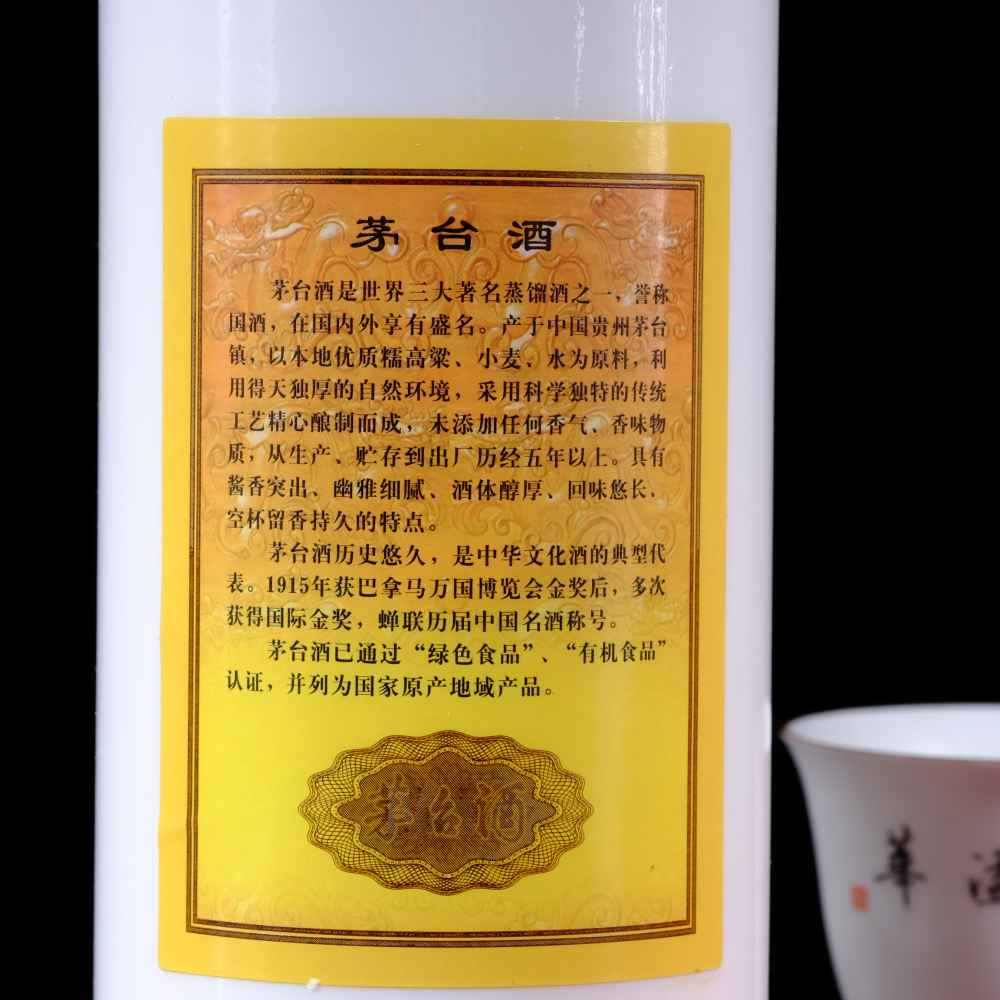 茅台酒
茅台酒是世界三大著名蒸馏酒之一，誉称
国酒，在国内外享有盛名。产于中国贵州茅台
镇，以本地优质糯高粱、小麦、水为原料，利
用得天独厚的自然环境，采用科学独特的传统
工艺精心酿制而成，未添加任何香气、香味物
质，从生产、贮存到出厂历经五年以上。具有
酱香突出、幽雅细腻、酒体醇厚、回味悠长、
空杯留香持久的特点。
茅台酒历史悠久，是中华文化酒的典型代
表。1915年获巴拿马万国博览会金奖后，多次
获得国际金奖，蝉联历届中国名酒称号。
茅台酒已通过“绿色食品”、“有机食品”
认证，并列为国家原产地域产品。
茅台酒
华